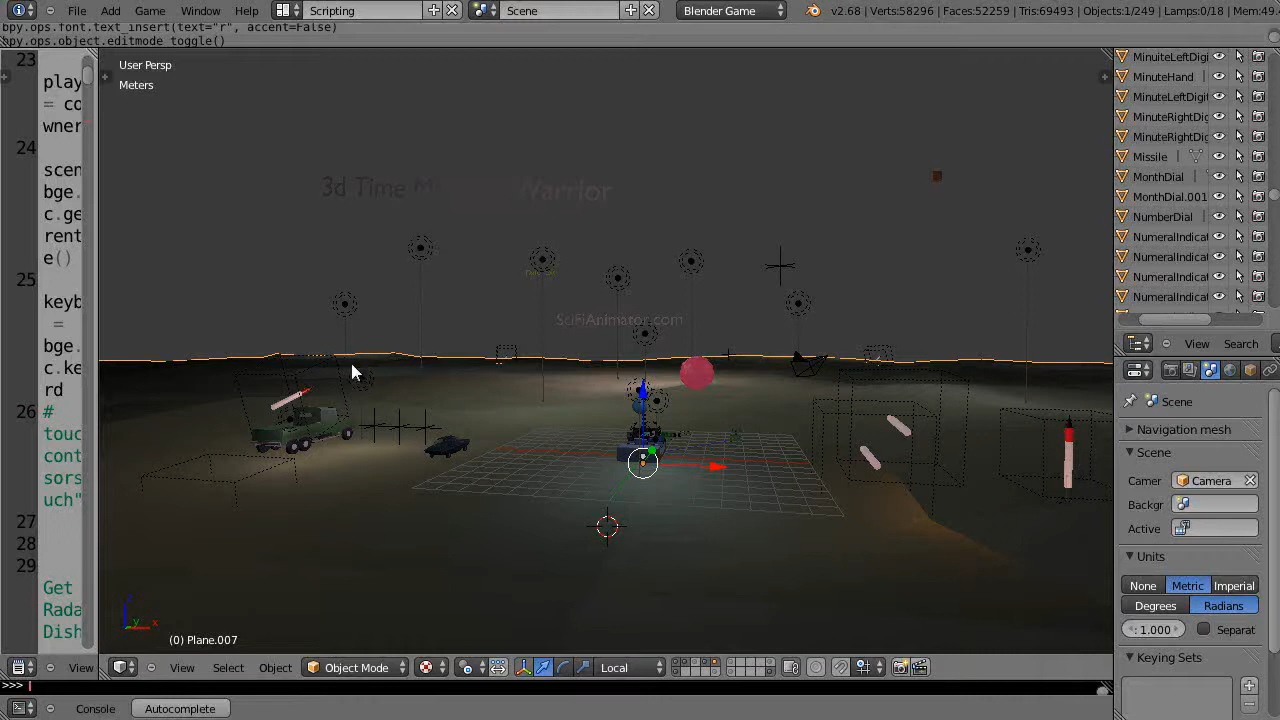 File Add Window Help Scripting Scene Blender Game v2.68 | Verts:58296 | Faces:52259 | Tris:69493 | Objects:1/249 | Lamps:0/18 | Mem:49.
bpy.ops.font.text_insert(text="r", accent=False)
bpy.ops.object.editmode_toggle()
23
play
= co
wner
24
scen
bge.
c.ge
rent
e()
25
keyb
=
bge.
c.ke
rd
26 #
touc
cont
sors
uch"
27
28
29
Get
Rada
Dish
View
User Persp
Meters
3d Time Warrior
SciFiAnimator.com
(0) Plane.007
View Select Object Object Mode Local
>>>
Console Autocomplete
MinuiteLeftDigi
MinuteHand
MinuteLeftDigit
MinuteRightDig
MinuteRightDig
Missile
MonthDial
MonthDial.001
NumberDial
NumeralIndicat
NumeralIndicat
NumeralIndicat
NumeralIndicat
View Search
Scene
Navigation mesh
Scene
Camer Camera
Backgr
Active
Units
None Metric Imperial
Degrees Radians
: 1.000 Separat
Keying Sets